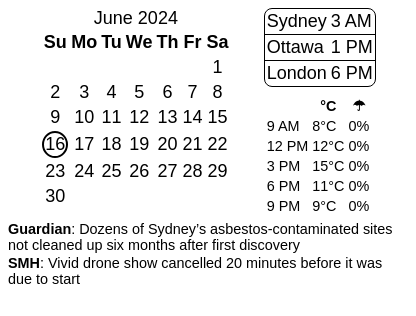 June 2024
Su Mo Tu We Th Fr Sa
1
2 3 4 5 6 7 8
9 10 11 12 13 14 15
16 17 18 19 20 21 22
23 24 25 26 27 28 29
30
Sydney 3 AM
Ottawa 1 PM
London 6 PM
°C ☂
9 AM 8°C 0%
12 PM 12°C 0%
3 PM 15°C 0%
6 PM 11°C 0%
9 PM 9°C 0%
Guardian: Dozens of Sydney's asbestos-contaminated sites
not cleaned up six months after first discovery
SMH: Vivid drone show cancelled 20 minutes before it was
due to start